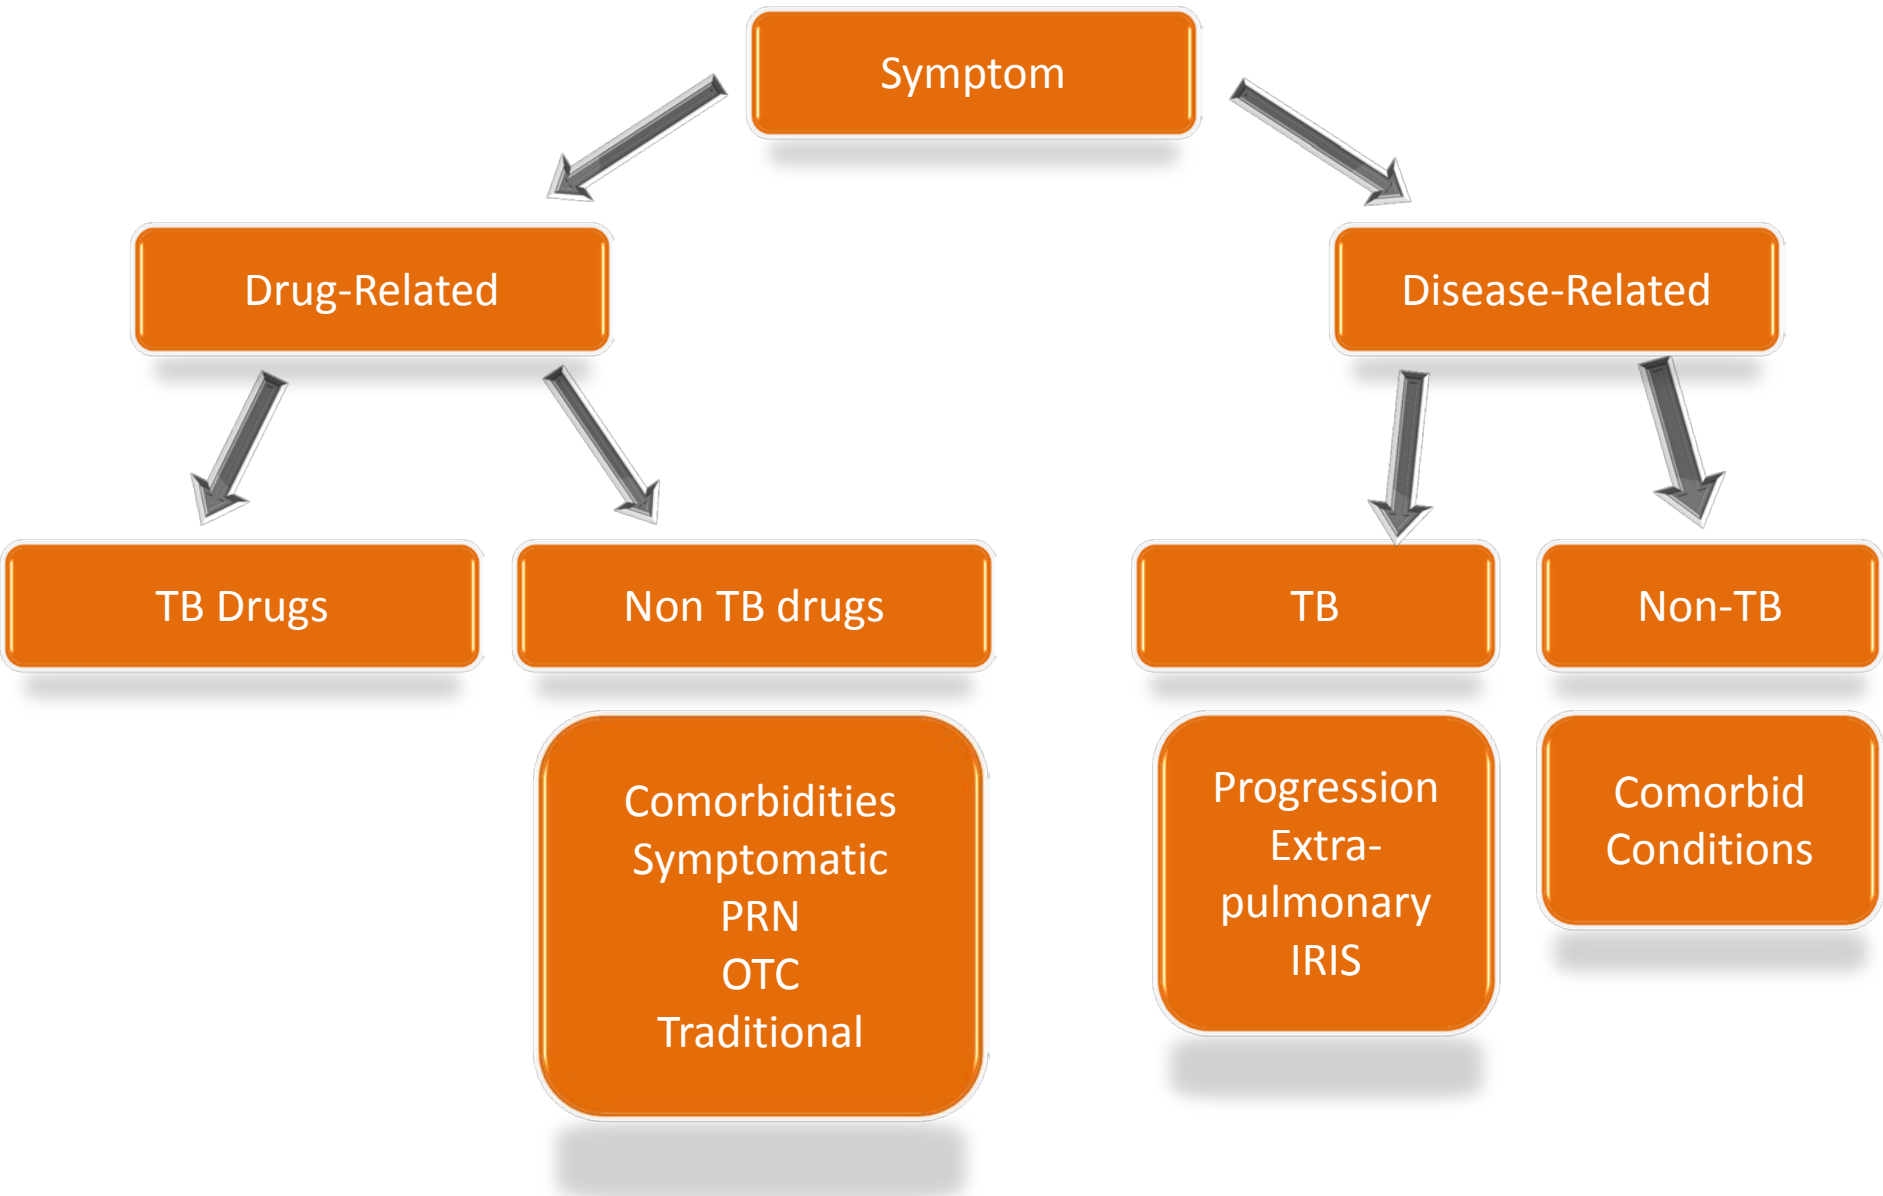 Symptom
Drug-Related
Disease-Related
TB Drugs
Non TB drugs
TB
Non-TB
Comorbidities
Symptomatic
PRN
OTC
Traditional
Progression
Extra-
pulmonary
IRIS
Comorbid
Conditions